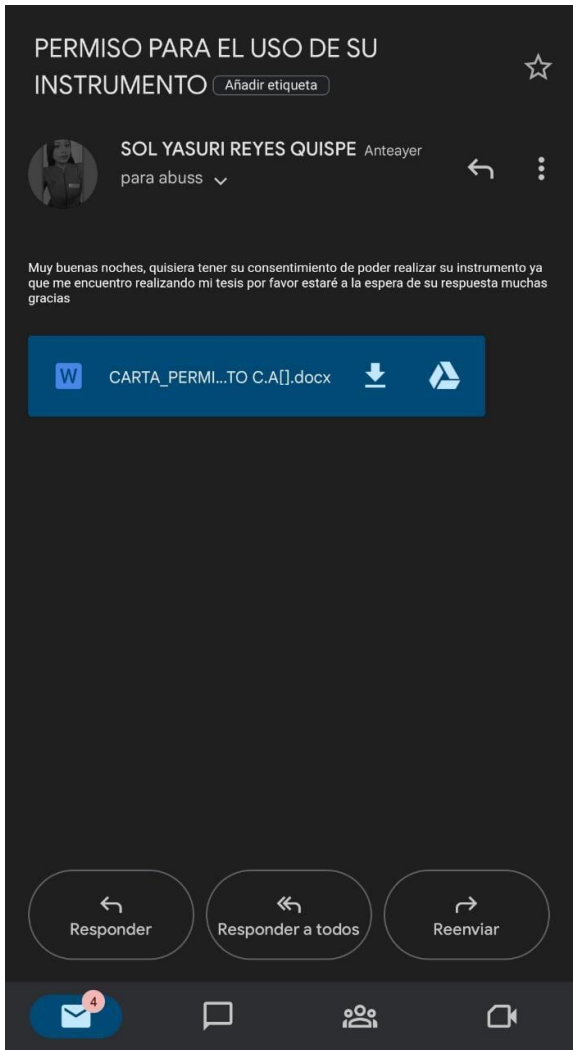 PERMISO PARA EL USO DE SU
INSTRUMENTO Añadir etiqueta
SOL YASURI REYES QUISPE Anteayer
para abuss
Muy buenas noches, quisiera tener su consentimiento de poder realizar su instrumento ya
que me encuentro realizando mi tesis por favor estaré a la espera de su respuesta muchas
gracias
W CARTA_PERMI...TO C.A[].docx
Responder Responder a todos Reenviar
4